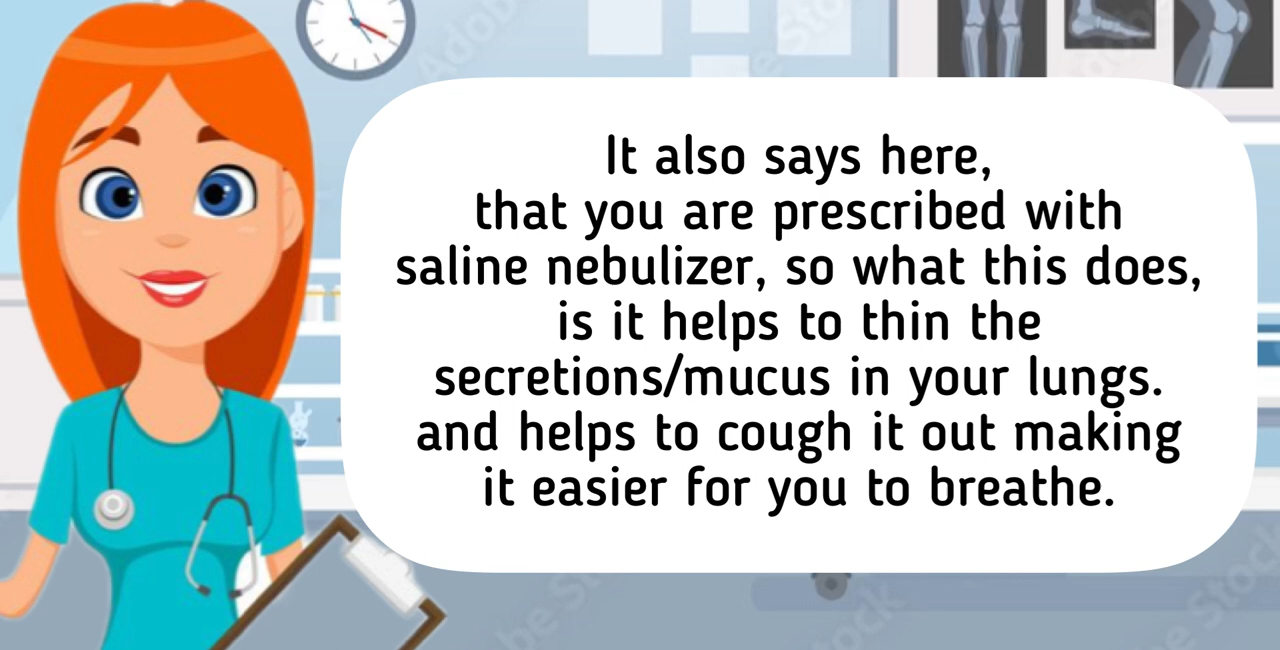 It also says here,
that you are prescribed with
saline nebulizer, so what this does,
is it helps to thin the
secretions/mucus in your lungs.
and helps to cough it out making
it easier for you to breathe.
Adobe Stock